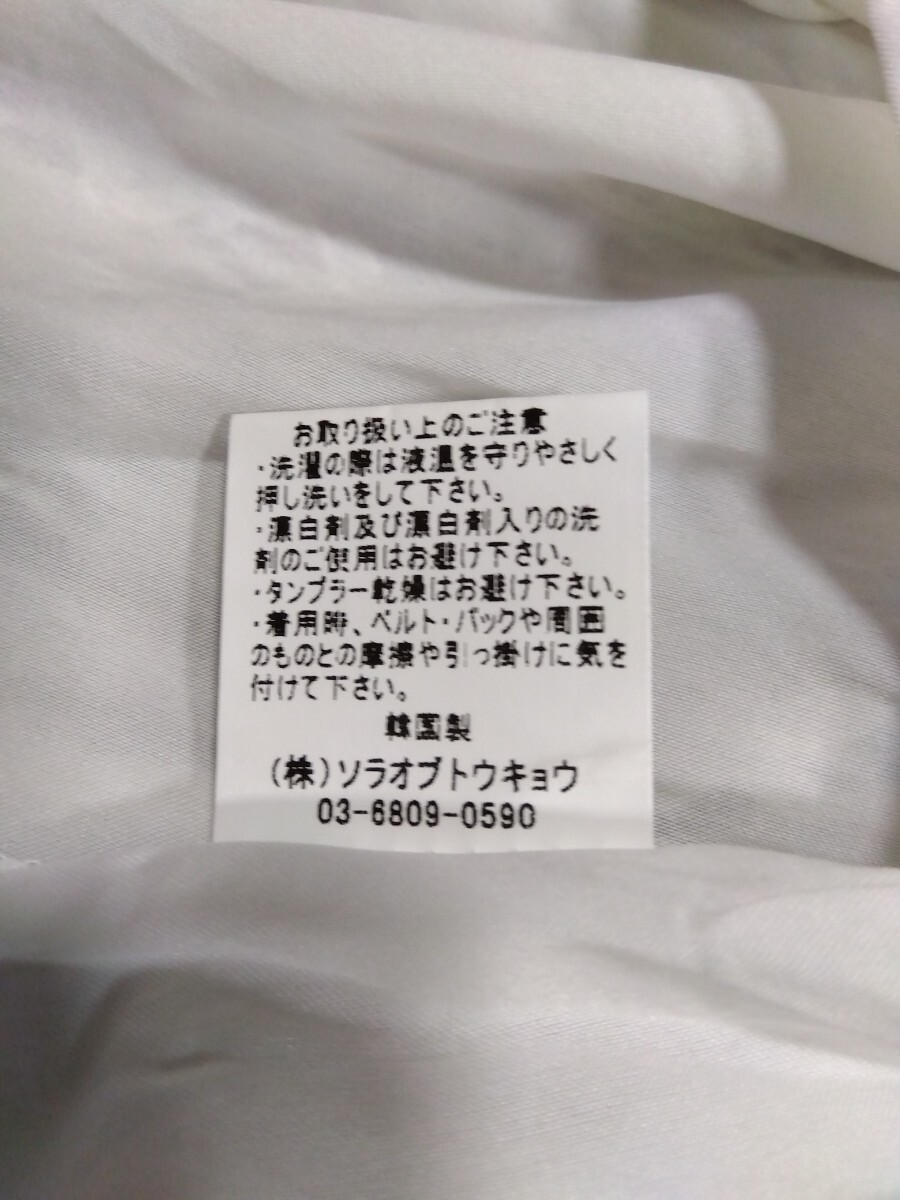 お取り扱い上のご注意
・洗濯の際は液温を守りやさしく
押し洗いをして下さい。
・漂白剤及び漂白剤入りの洗
剤のご使用はお避け下さい。
・タンブラー乾燥はお避け下さい。
・着用時、ベルト・バックや周囲
のものとの摩擦や引っ掛けに気を
付けて下さい。
韓国製
(株)ソラオブトウキョウ
03-6809-0590